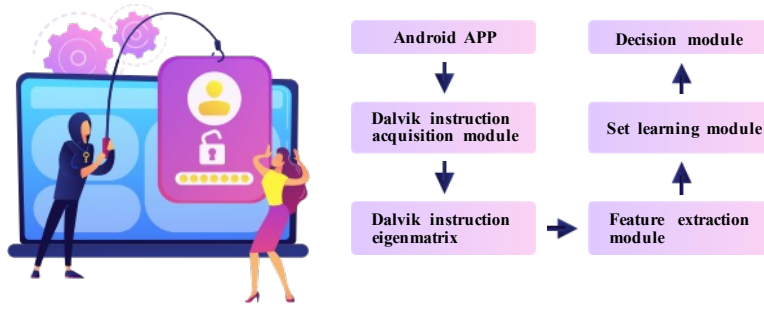 Android APP
Dalvik instruction
acquisition module
Dalvik instruction
eigenmatrix
Feature extraction
module
Set learning module
Decision module